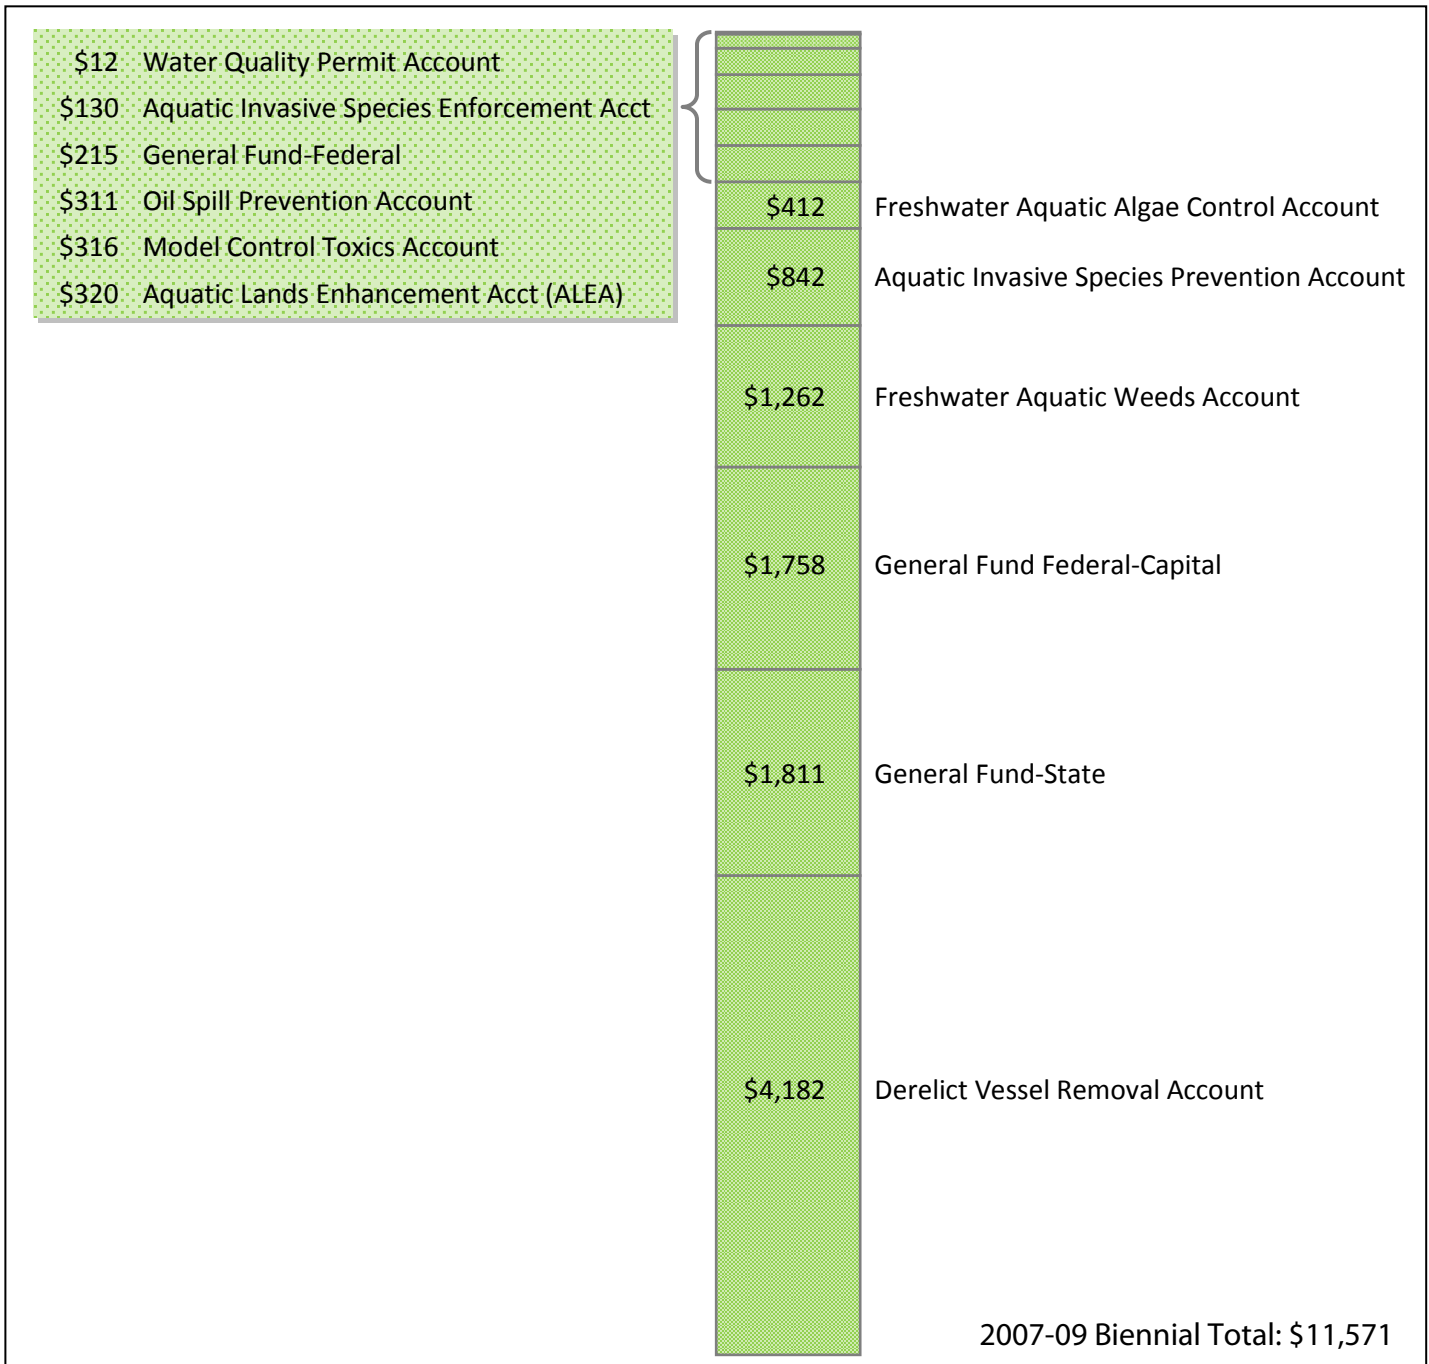 $12 Water Quality Permit Account
$130 Aquatic Invasive Species Enforcement Acct
$215 General Fund-Federal
$311 Oil Spill Prevention Account
$316 Model Control Toxics Account
$320 Aquatic Lands Enhancement Acct (ALEA)
$412 Freshwater Aquatic Algae Control Account
$842 Aquatic Invasive Species Prevention Account
$1,262 Freshwater Aquatic Weeds Account
$1,758 General Fund Federal-Capital
$1,811 General Fund-State
$4,182 Derelict Vessel Removal Account
2007-09 Biennial Total: $11,571